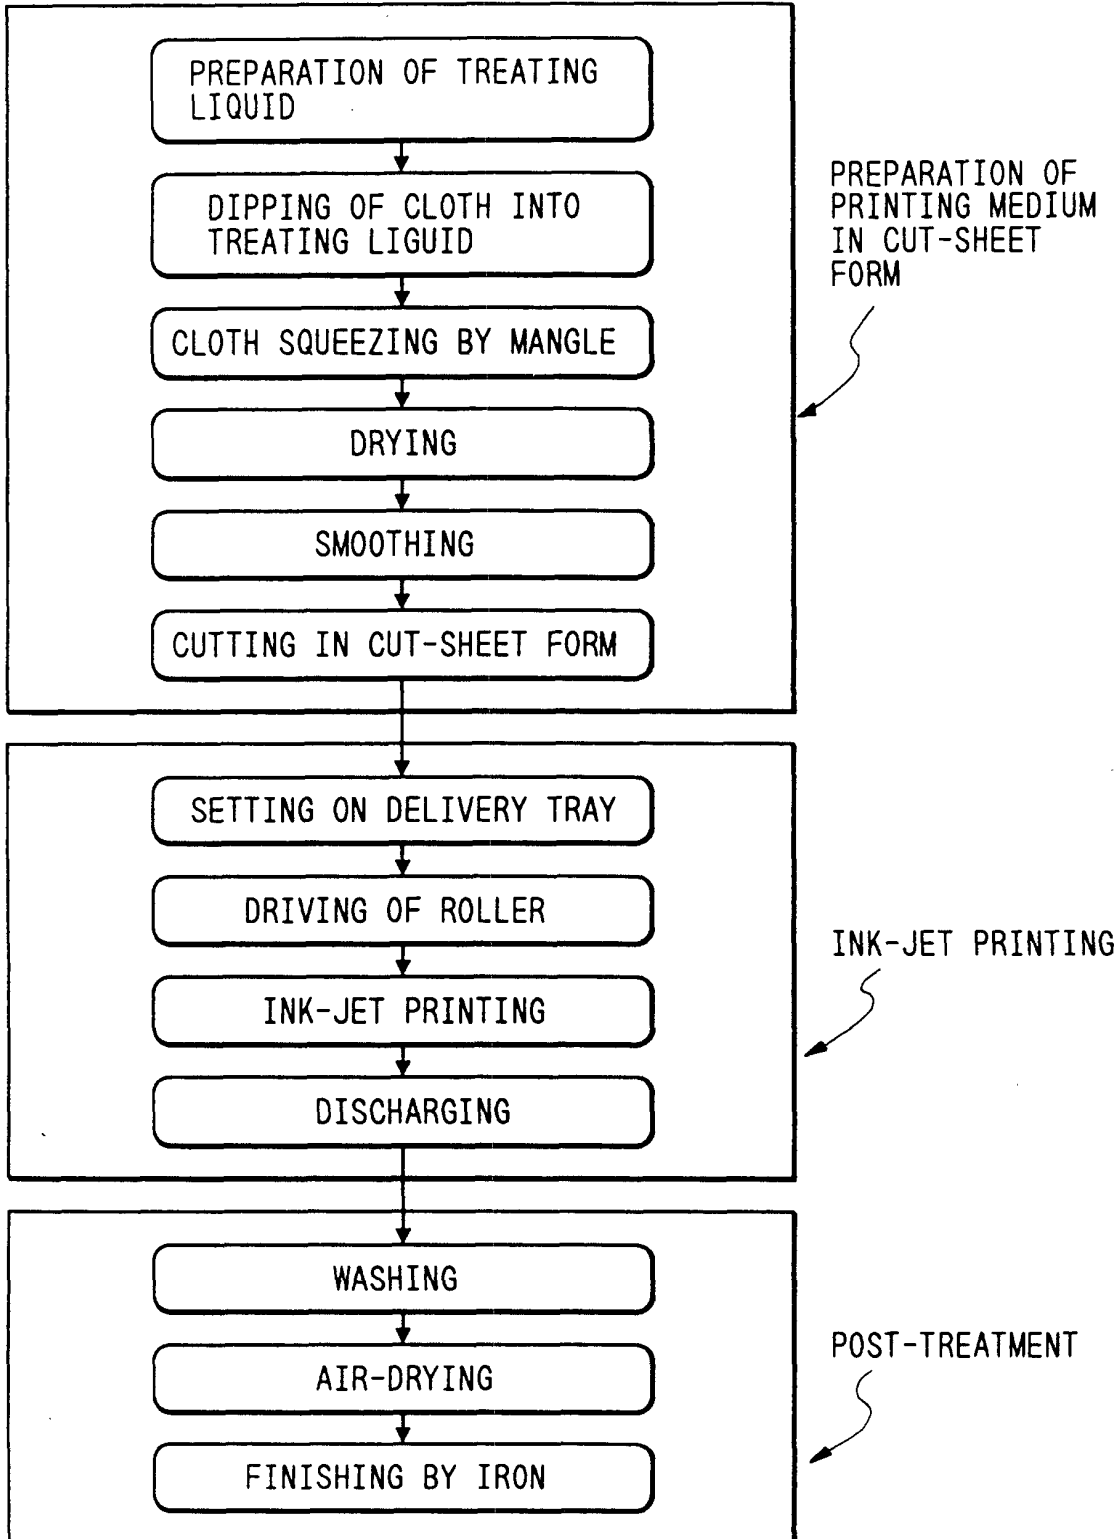 PREPARATION OF TREATING
LIQUID
DIPPING OF CLOTH INTO
TREATING LIGUID
CLOTH SQUEEZING BY MANGLE
DRYING
SMOOTHING
CUTTING IN CUT-SHEET FORM
PREPARATION OF
PRINTING MEDIUM
IN CUT-SHEET
FORM
SETTING ON DELIVERY TRAY
DRIVING OF ROLLER
INK-JET PRINTING
DISCHARGING
INK-JET PRINTING
WASHING
AIR-DRYING
FINISHING BY IRON
POST-TREATMENT